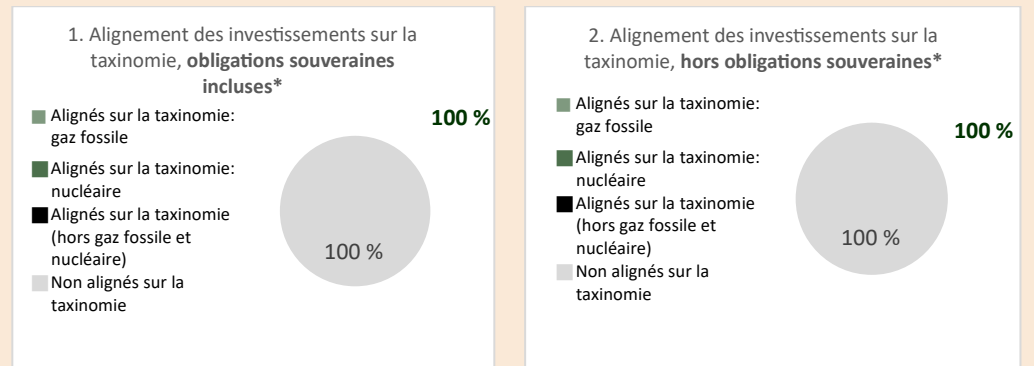 1. Alignement des investissements sur la
taxinomie, obligations souveraines
incluses*
Alignés sur la taxinomie:
gaz fossile
Alignés sur la taxinomie:
nucléaire
Alignés sur la taxinomie
(hors gaz fossile et
nucléaire)
Non alignés sur la
taxinomie
100 %
100 %
2. Alignement des investissements sur la
taxinomie, hors obligations souveraines*
Alignés sur la taxinomie:
gaz fossile
Alignés sur la taxinomie:
nucléaire
Alignés sur la taxinomie
(hors gaz fossile et
nucléaire)
Non alignés sur la
taxinomie
100 %
100 %